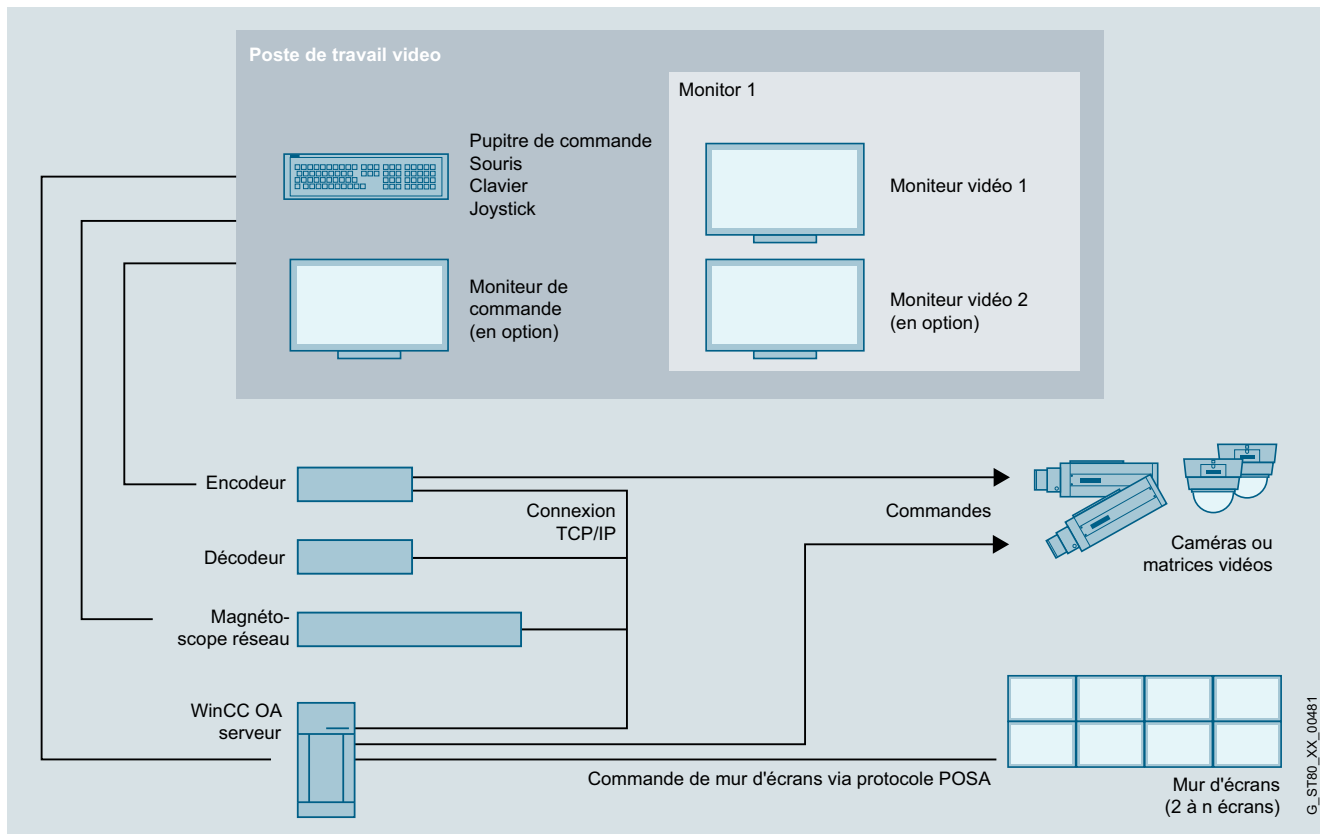 Poste de travail video
Monitor 1
Pupitre de commande
Souris
Clavier
Joystick
Moniteur vidéo 1
Moniteur de
commande
(en option)
Moniteur vidéo 2
(en option)
Encodeur
Connexion
TCP/IP
Commandes
Décodeur
Caméras ou
matrices vidéos
Magnéto-
scope réseau
WinCC OA
serveur
Commande de mur d'écrans via protocole POSA
Mur d'écrans
(2 à n écrans)
G_ST80_XX_00481